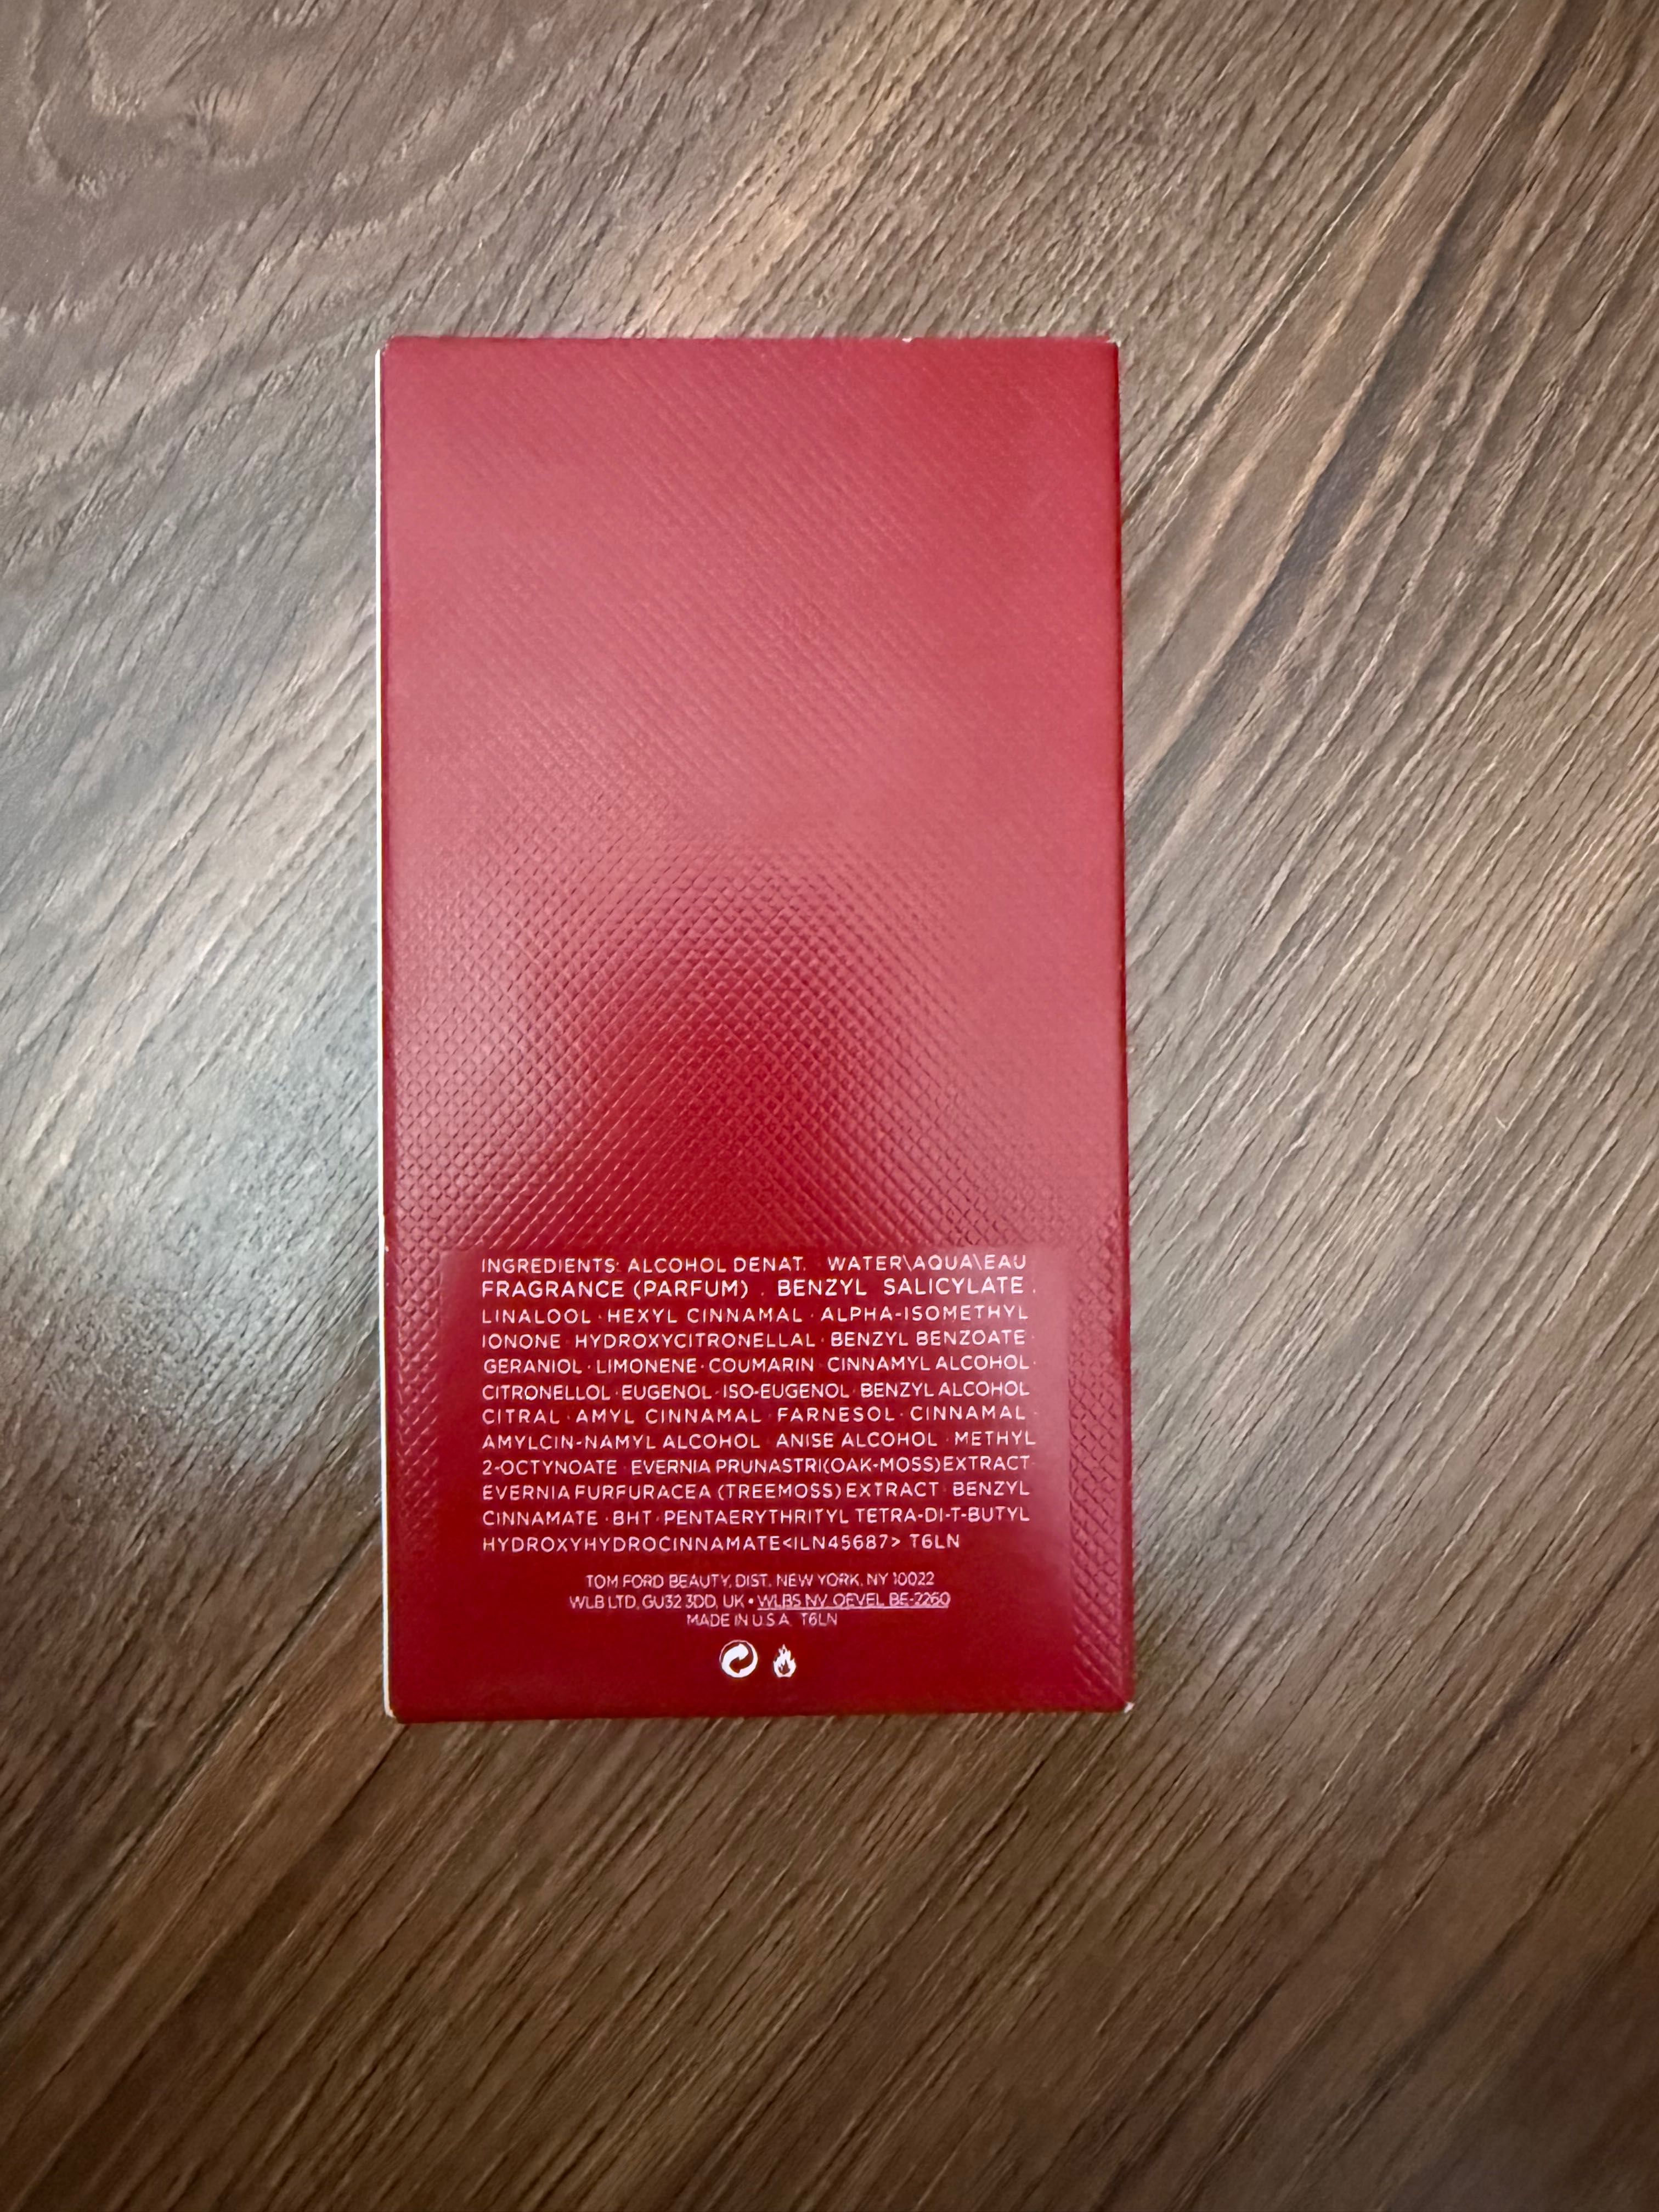 INGREDIENTS: ALCOHOL DENAT. WATER\AQUA\EAU
FRAGRANCE (PARFUM) . BENZYL SALICYLATE .
LINALOOL · HEXYL CINNAMAL · ALPHA-ISOMETHYL
IONONE · HYDROXYCITRONELLAL · BENZYL BENZOATE ·
GERANIOL · LIMONENE · COUMARIN · CINNAMYL ALCOHOL ·
CITRONELLOL · EUGENOL · ISO-EUGENOL · BENZYL ALCOHOL
CITRAL · AMYL CINNAMAL · FARNESOL · CINNAMAL ·
AMYLCIN-NAMYL ALCOHOL · ANISE ALCOHOL · METHYL
2-OCTYNOATE · EVERNIA PRUNASTRI(OAK-MOSS)EXTRACT·
EVERNIA FURFURACEA (TREEMOSS) EXTRACT · BENZYL
CINNAMATE · BHT · PENTAERYTHRITYL TETRA-DI-T-BUTYL
HYDROXYHYDROCINNAMATE<ILN45687> T6LN
TOM FORD BEAUTY, DIST. NEW YORK, NY 10022
WLB LTD, GU32 3DD, UK • WLBS NV OEVEL BE-2260
MADE IN U.S.A. T6LN